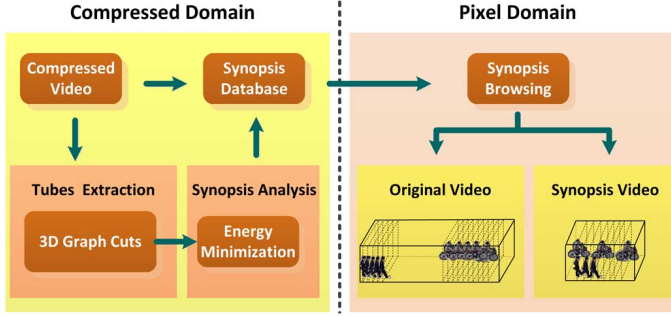 Compressed Domain
Pixel Domain
Compressed
Video
Synopsis
Database
Synopsis
Browsing
Tubes Extraction
Synopsis Analysis
3D Graph Cuts
Energy
Minimization
Original Video
Synopsis Video